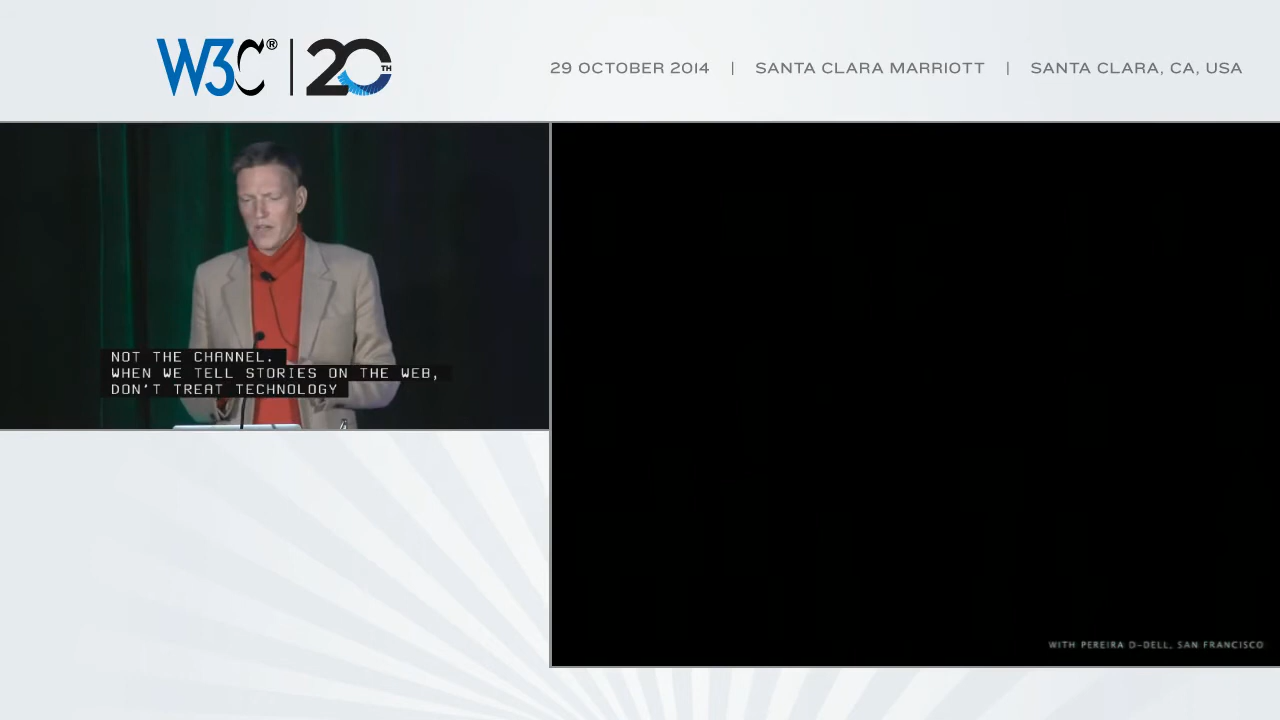 W3C® | 20TH
29 OCTOBER 2014 | SANTA CLARA MARRIOTT | SANTA CLARA, CA, USA
NOT THE CHANNEL.
WHEN WE TELL STORIES ON THE WEB,
DON'T TREAT TECHNOLOGY
WITH PEREIRA O'DELL, SAN FRANCISCO